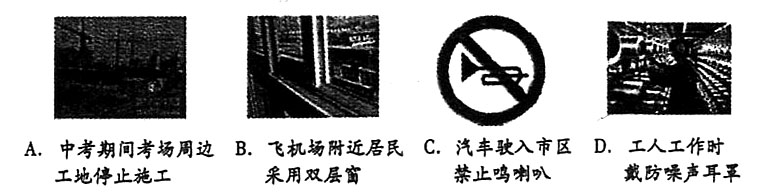 A. 中考期间考场周边 B. 飞机场附近居民 C. 汽车驶入市区 D. 工人工作时
工地停止施工 采用双层窗 禁止鸣喇叭 戴防噪声耳罩